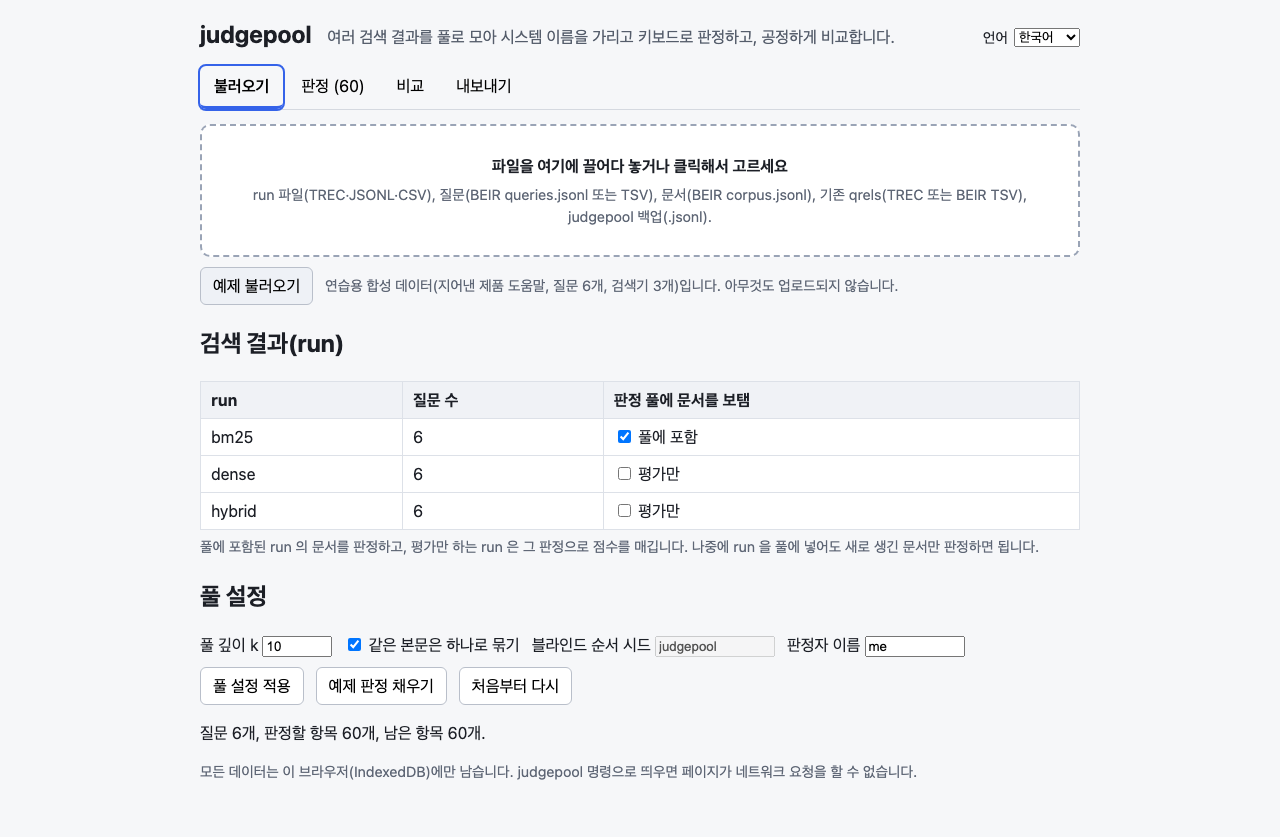 judgepool 여러 검색 결과를 풀로 모아 시스템 이름을 가리고 키보드로 판정하고, 공정하게 비교합니다. 언어 한국어
불러오기 판정 (60) 비교 내보내기
파일을 여기에 끌어다 놓거나 클릭해서 고르세요
run 파일(TREC·JSONL·CSV), 질문(BEIR queries.jsonl 또는 TSV), 문서(BEIR corpus.jsonl), 기존 qrels(TREC 또는 BEIR TSV),
judgepool 백업(.jsonl).
예제 불러오기 연습용 합성 데이터(지어낸 제품 도움말, 질문 6개, 검색기 3개)입니다. 아무것도 업로드되지 않습니다.
검색 결과(run)
run 질문 수 판정 풀에 문서를 보탬
bm25 6 풀에 포함
dense 6 평가만
hybrid 6 평가만
풀에 포함된 run 의 문서를 판정하고, 평가만 하는 run 은 그 판정으로 점수를 매깁니다. 나중에 run 을 풀에 넣어도 새로 생긴 문서만 판정하면 됩니다.
풀 설정
풀 깊이 k 10 같은 본문은 하나로 묶기 블라인드 순서 시드 judgepool 판정자 이름 me
풀 설정 적용 예제 판정 채우기 처음부터 다시
질문 6개, 판정할 항목 60개, 남은 항목 60개.
모든 데이터는 이 브라우저(IndexedDB)에만 남습니다. judgepool 명령으로 띄우면 페이지가 네트워크 요청을 할 수 없습니다.